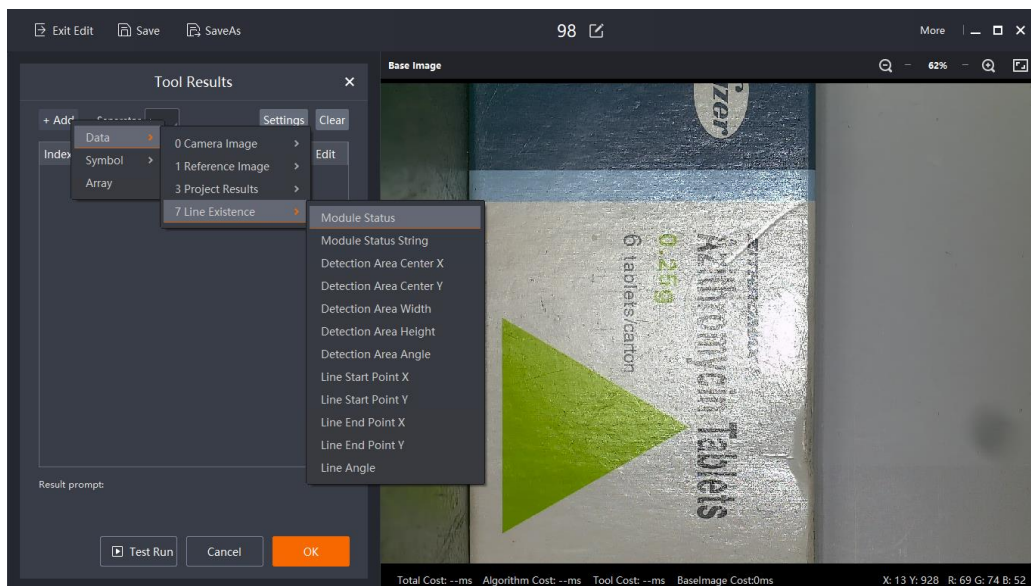 Exit Edit Save SaveAs 98 More
Base Image 62%
Tool Results
+ Add Settings Clear
Edit
Data
Symbol
Array
0 Camera Image
1 Reference Image
3 Project Results
7 Line Existence
Module Status
Module Status String
Detection Area Center X
Detection Area Center Y
Detection Area Width
Detection Area Height
Detection Area Angle
Line Start Point X
Line Start Point Y
Line End Point X
Line End Point Y
Line Angle
Result prompt:
Test Run Cancel OK
Azithromycin Tablets
0.25g
6 tablets/carton
Total Cost: --ms Algorithm Cost: --ms Tool Cost: --ms BaseImage Cost:0ms X: 13 Y: 928 R: 69 G: 74 B: 52